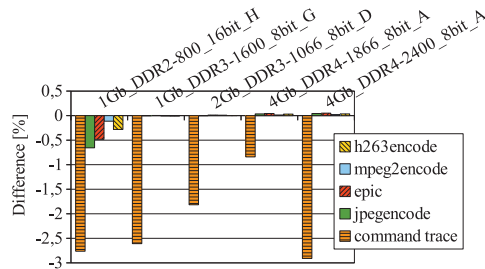 1Gb_DDR2-800_16bit_H
1Gb_DDR3-1600_8bit_G
2Gb_DDR3-1066_8bit_D
4Gb_DDR4-1866_8bit_A
4Gb_DDR4-2400_8bit_A
Difference [%]
0,5
0
-0,5
-1
-1,5
-2
-2,5
-3
h263encode
mpeg2encode
epic
jpegencode
command trace